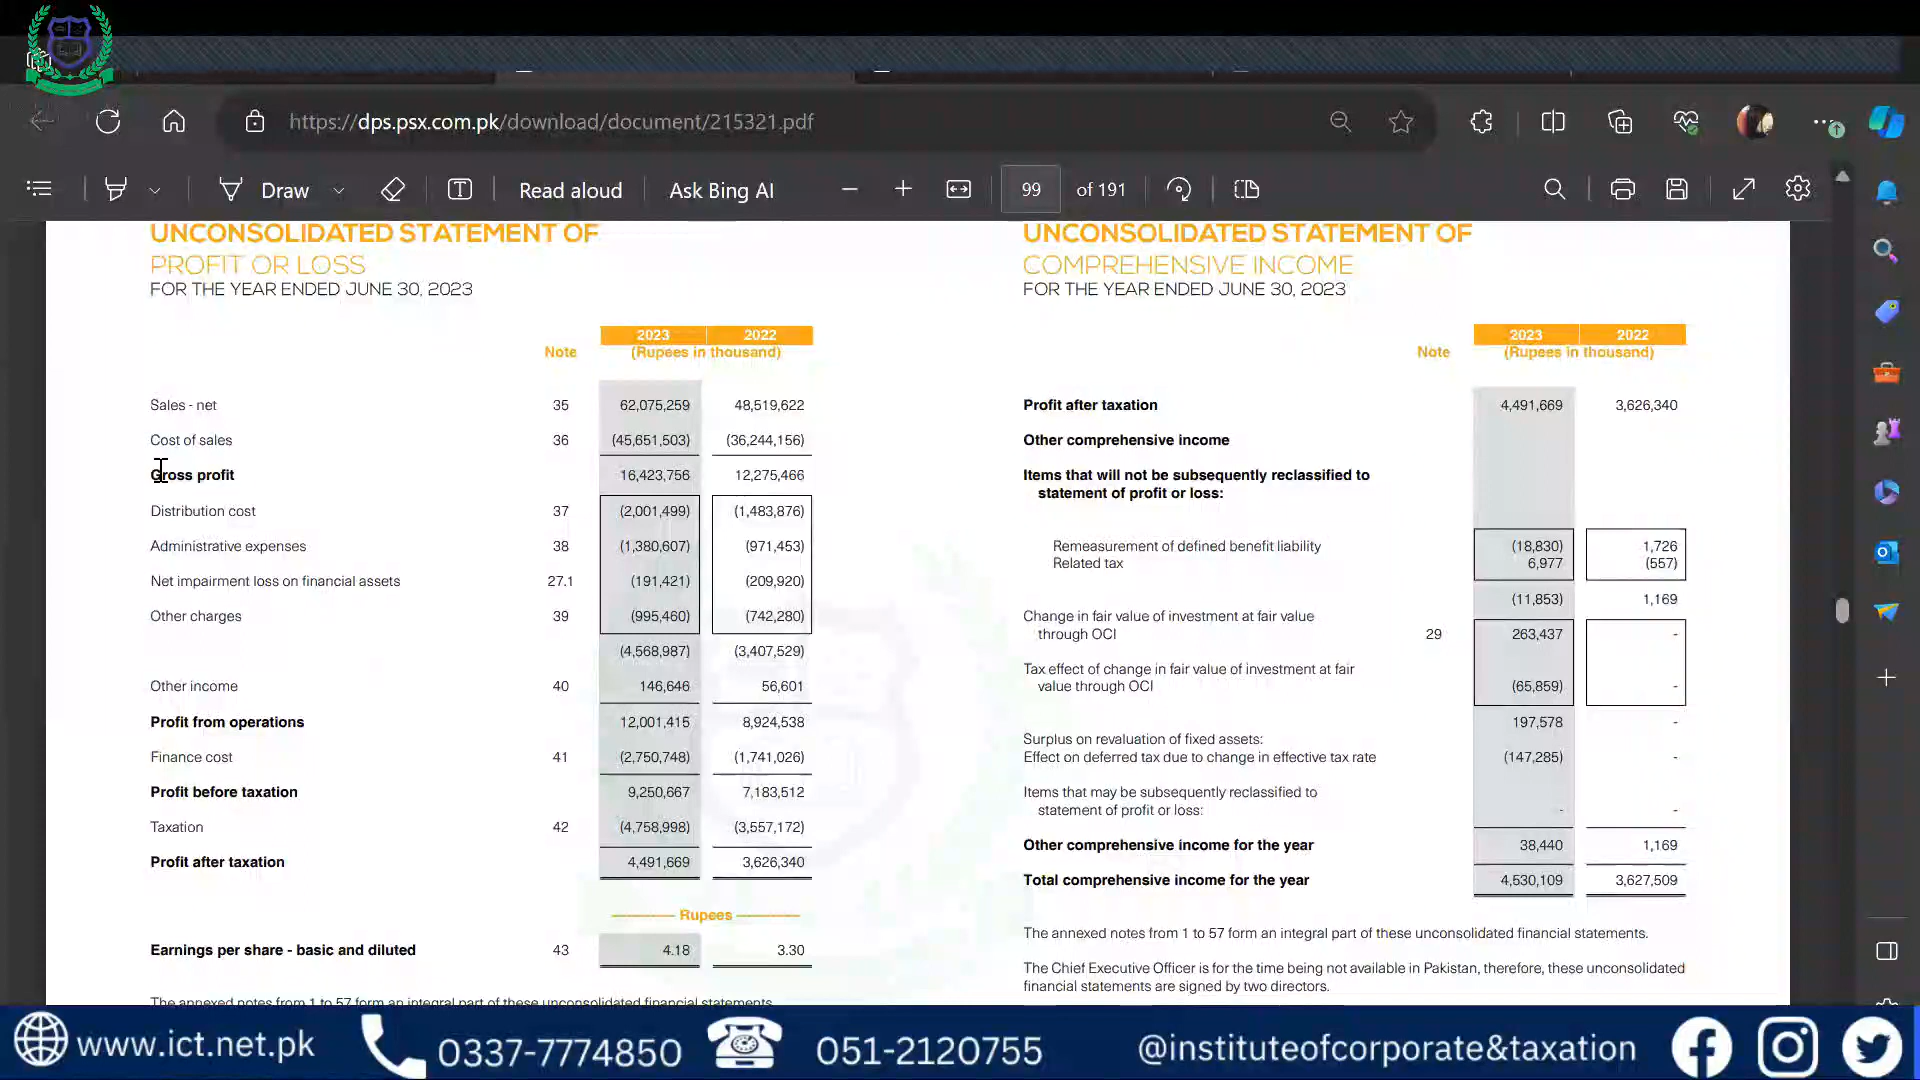 https://dps.psx.com.pk/download/document/215321.pdf
Draw
Read aloud
Ask Bing AI
99 of 191
UNCONSOLIDATED STATEMENT OF
PROFIT OR LOSS
FOR THE YEAR ENDED JUNE 30, 2023
2023 2022
Note (Rupees in thousand)
Sales - net 35 62,075,259 48,519,622
Cost of sales 36 (45,651,503) (36,244,156)
Gross profit 16,423,756 12,275,466
Distribution cost 37 (2,001,499) (1,483,876)
Administrative expenses 38 (1,380,607) (971,453)
Net impairment loss on financial assets 27.1 (191,421) (209,920)
Other charges 39 (995,460) (742,280)
(4,568,987) (3,407,529)
Other income 40 146,646 56,601
Profit from operations 12,001,415 8,924,538
Finance cost 41 (2,750,748) (1,741,026)
Profit before taxation 9,250,667 7,183,512
Taxation 42 (4,758,998) (3,557,172)
Profit after taxation 4,491,669 3,626,340
Rupees
Earnings per share - basic and diluted 43 4.18 3.30
The annexed notes from 1 to 57 form an integral part of these unconsolidated financial statements.
UNCONSOLIDATED STATEMENT OF
COMPREHENSIVE INCOME
FOR THE YEAR ENDED JUNE 30, 2023
2023 2022
Note (Rupees in thousand)
Profit after taxation 4,491,669 3,626,340
Other comprehensive income
Items that will not be subsequently reclassified to
statement of profit or loss:
Remeasurement of defined benefit liability (18,830) 1,726
Related tax 6,977 (557)
(11,853) 1,169
Change in fair value of investment at fair value
through OCI 29 263,437 -
Tax effect of change in fair value of investment at fair
value through OCI (65,859) -
197,578 -
Surplus on revaluation of fixed assets:
Effect on deferred tax due to change in effective tax rate (147,285) -
Items that may be subsequently reclassified to
statement of profit or loss: - -
Other comprehensive income for the year 38,440 1,169
Total comprehensive income for the year 4,530,109 3,627,509
The annexed notes from 1 to 57 form an integral part of these unconsolidated financial statements.
The Chief Executive Officer is for the time being not available in Pakistan, therefore, these unconsolidated
financial statements are signed by two directors.
www.ict.net.pk 0337-7774850 051-2120755 @instituteofcorporate&taxation